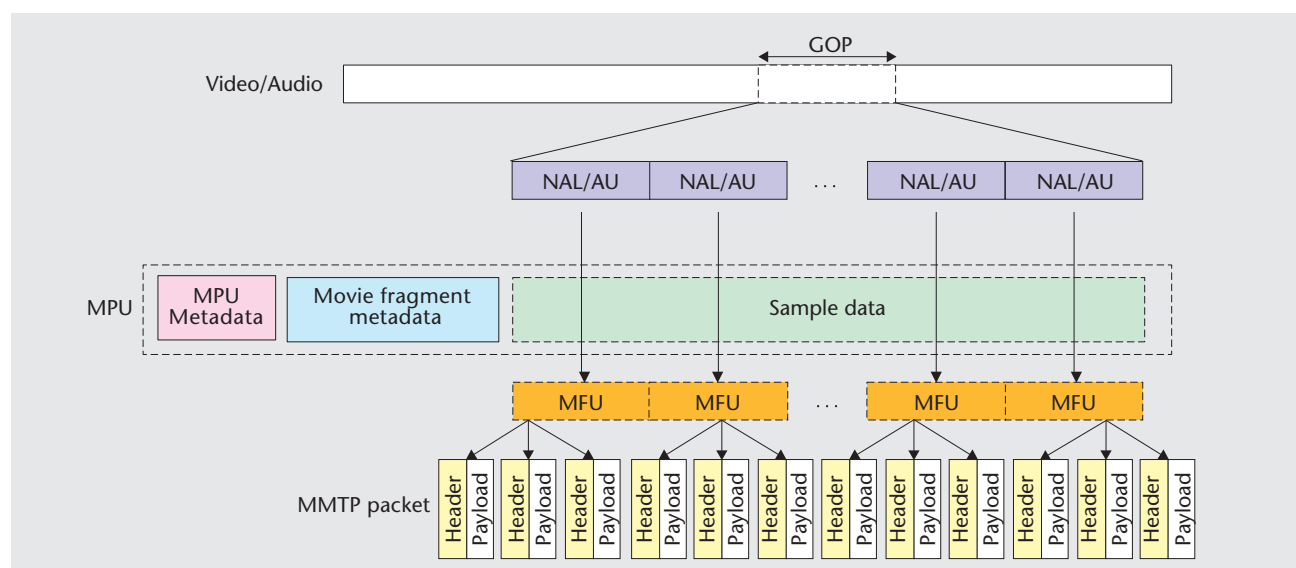 GOP
Video/Audio
NAL/AU NAL/AU ... NAL/AU NAL/AU
MPU
MPU
Metadata
Movie fragment
metadata
Sample data
MFU MFU ... MFU MFU
MMTP packet
Header Payload Header Payload Header Payload Header Payload Header Payload Header Payload Header Payload Header Payload Header Payload Header Payload Header Payload Header Payload